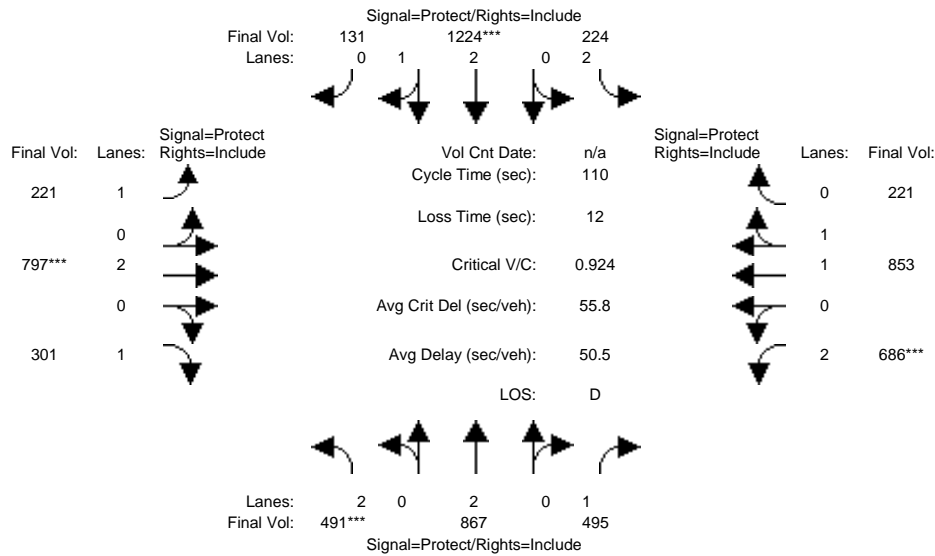 Signal=Protect/Rights=Include
Final Vol: 131 1224*** 224
Lanes: 0 1 2 0 2
Signal=Protect Signal=Protect
Final Vol: Lanes: Rights=Include Vol Cnt Date: n/a Rights=Include Lanes: Final Vol:
Cycle Time (sec): 110
221 1 0 221
Loss Time (sec): 12
0 1
797*** 2 Critical V/C: 0.924 1 853
0 Avg Crit Del (sec/veh): 55.8 0
301 1 Avg Delay (sec/veh): 50.5 2 686***
LOS: D
Lanes: 2 0 2 0 1
Final Vol: 491*** 867 495
Signal=Protect/Rights=Include